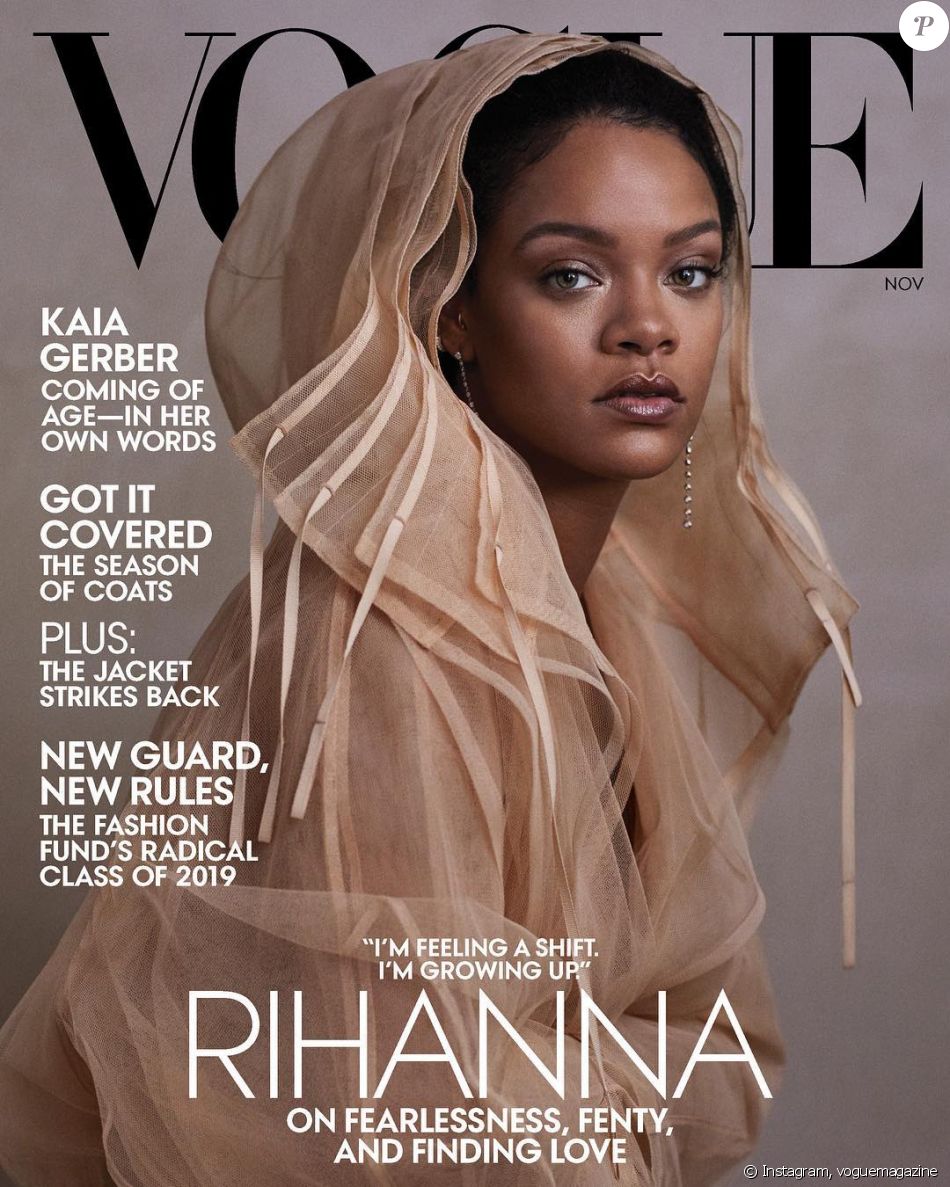 VOGUE
NOV
KAIA
GERBER
COMING OF
AGE—IN HER
OWN WORDS
GOT IT
COVERED
THE SEASON
OF COATS
PLUS:
THE JACKET
STRIKES BACK
NEW GUARD,
NEW RULES
THE FASHION
FUND'S RADICAL
CLASS OF 2019
“I'M FEELING A SHIFT.
I'M GROWING UP.”
RIHANNA
ON FEARLESSNESS, FENTY,
AND FINDING LOVE
P
© Instagram, voguemagazine